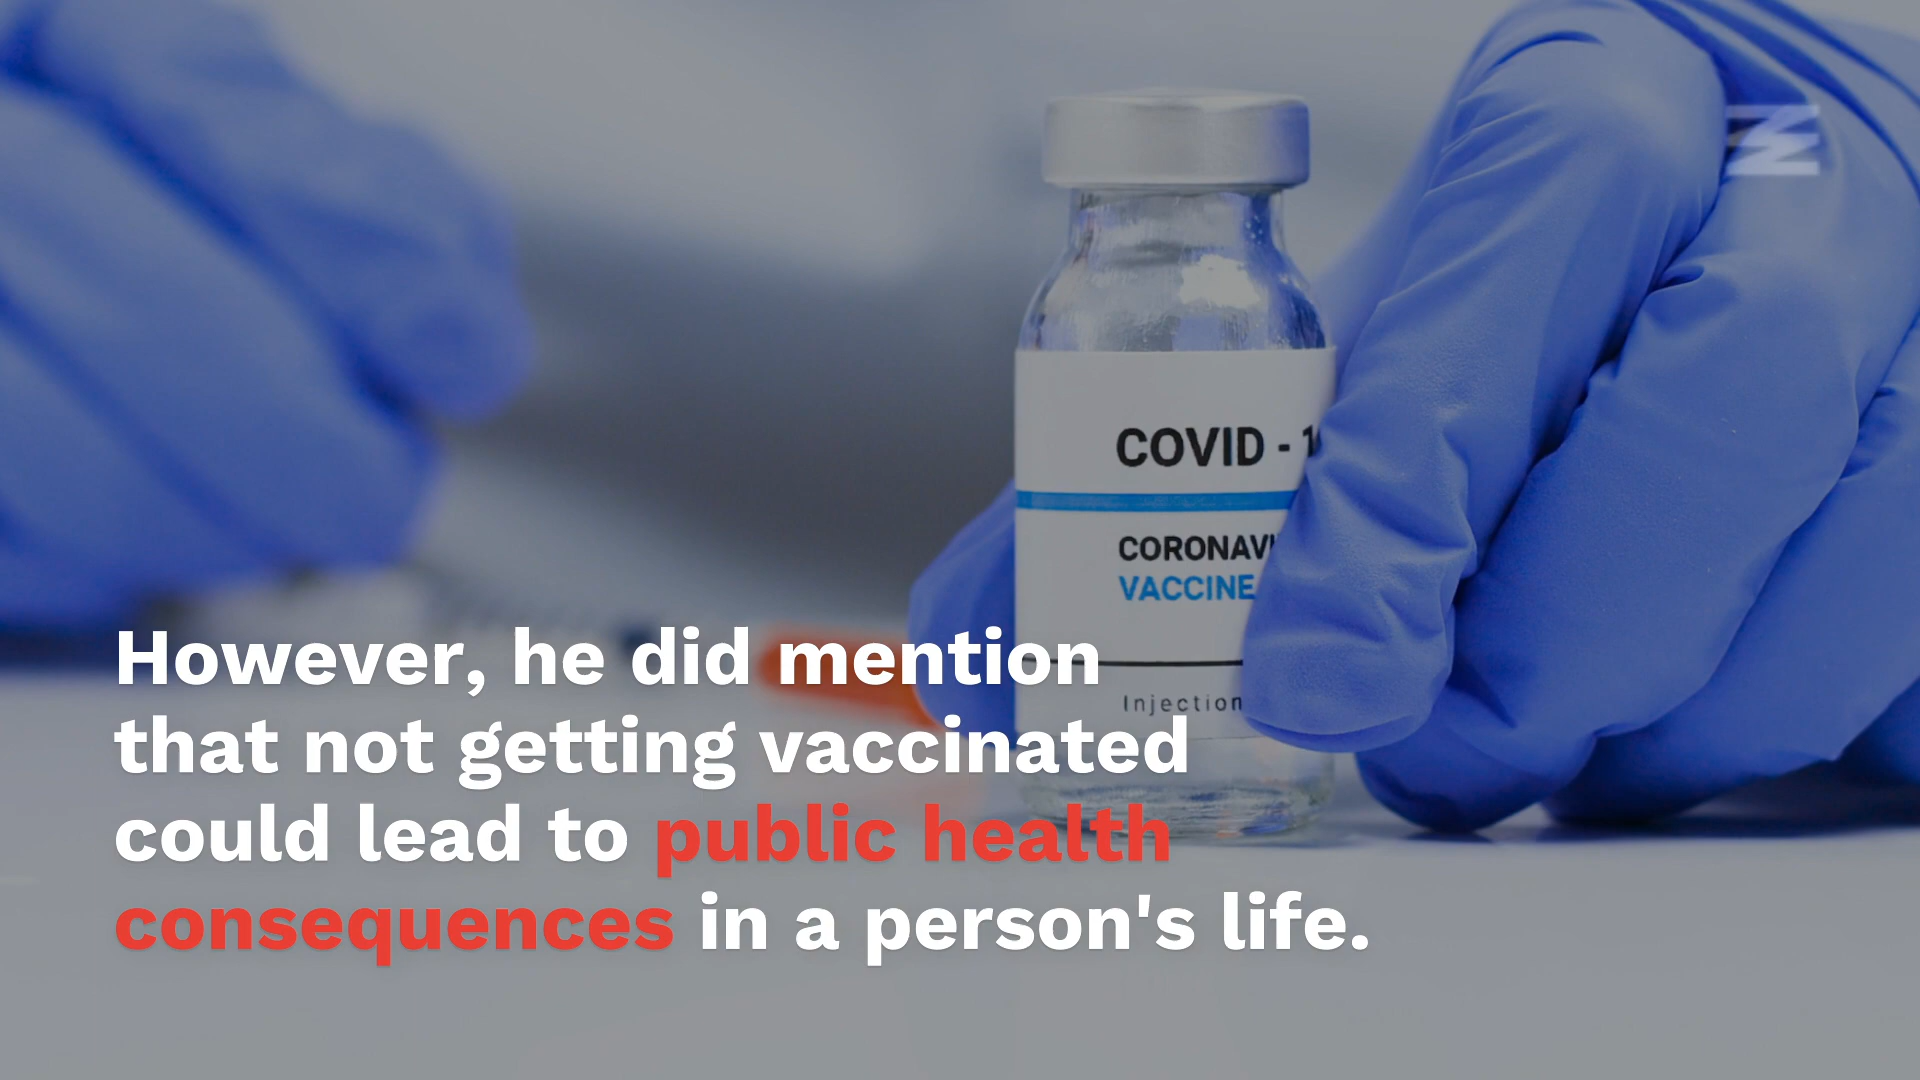 COVID - 1
CORONAVI
VACCINE
Injection
However, he did mention
that not getting vaccinated
could lead to public health
consequences in a person's life.